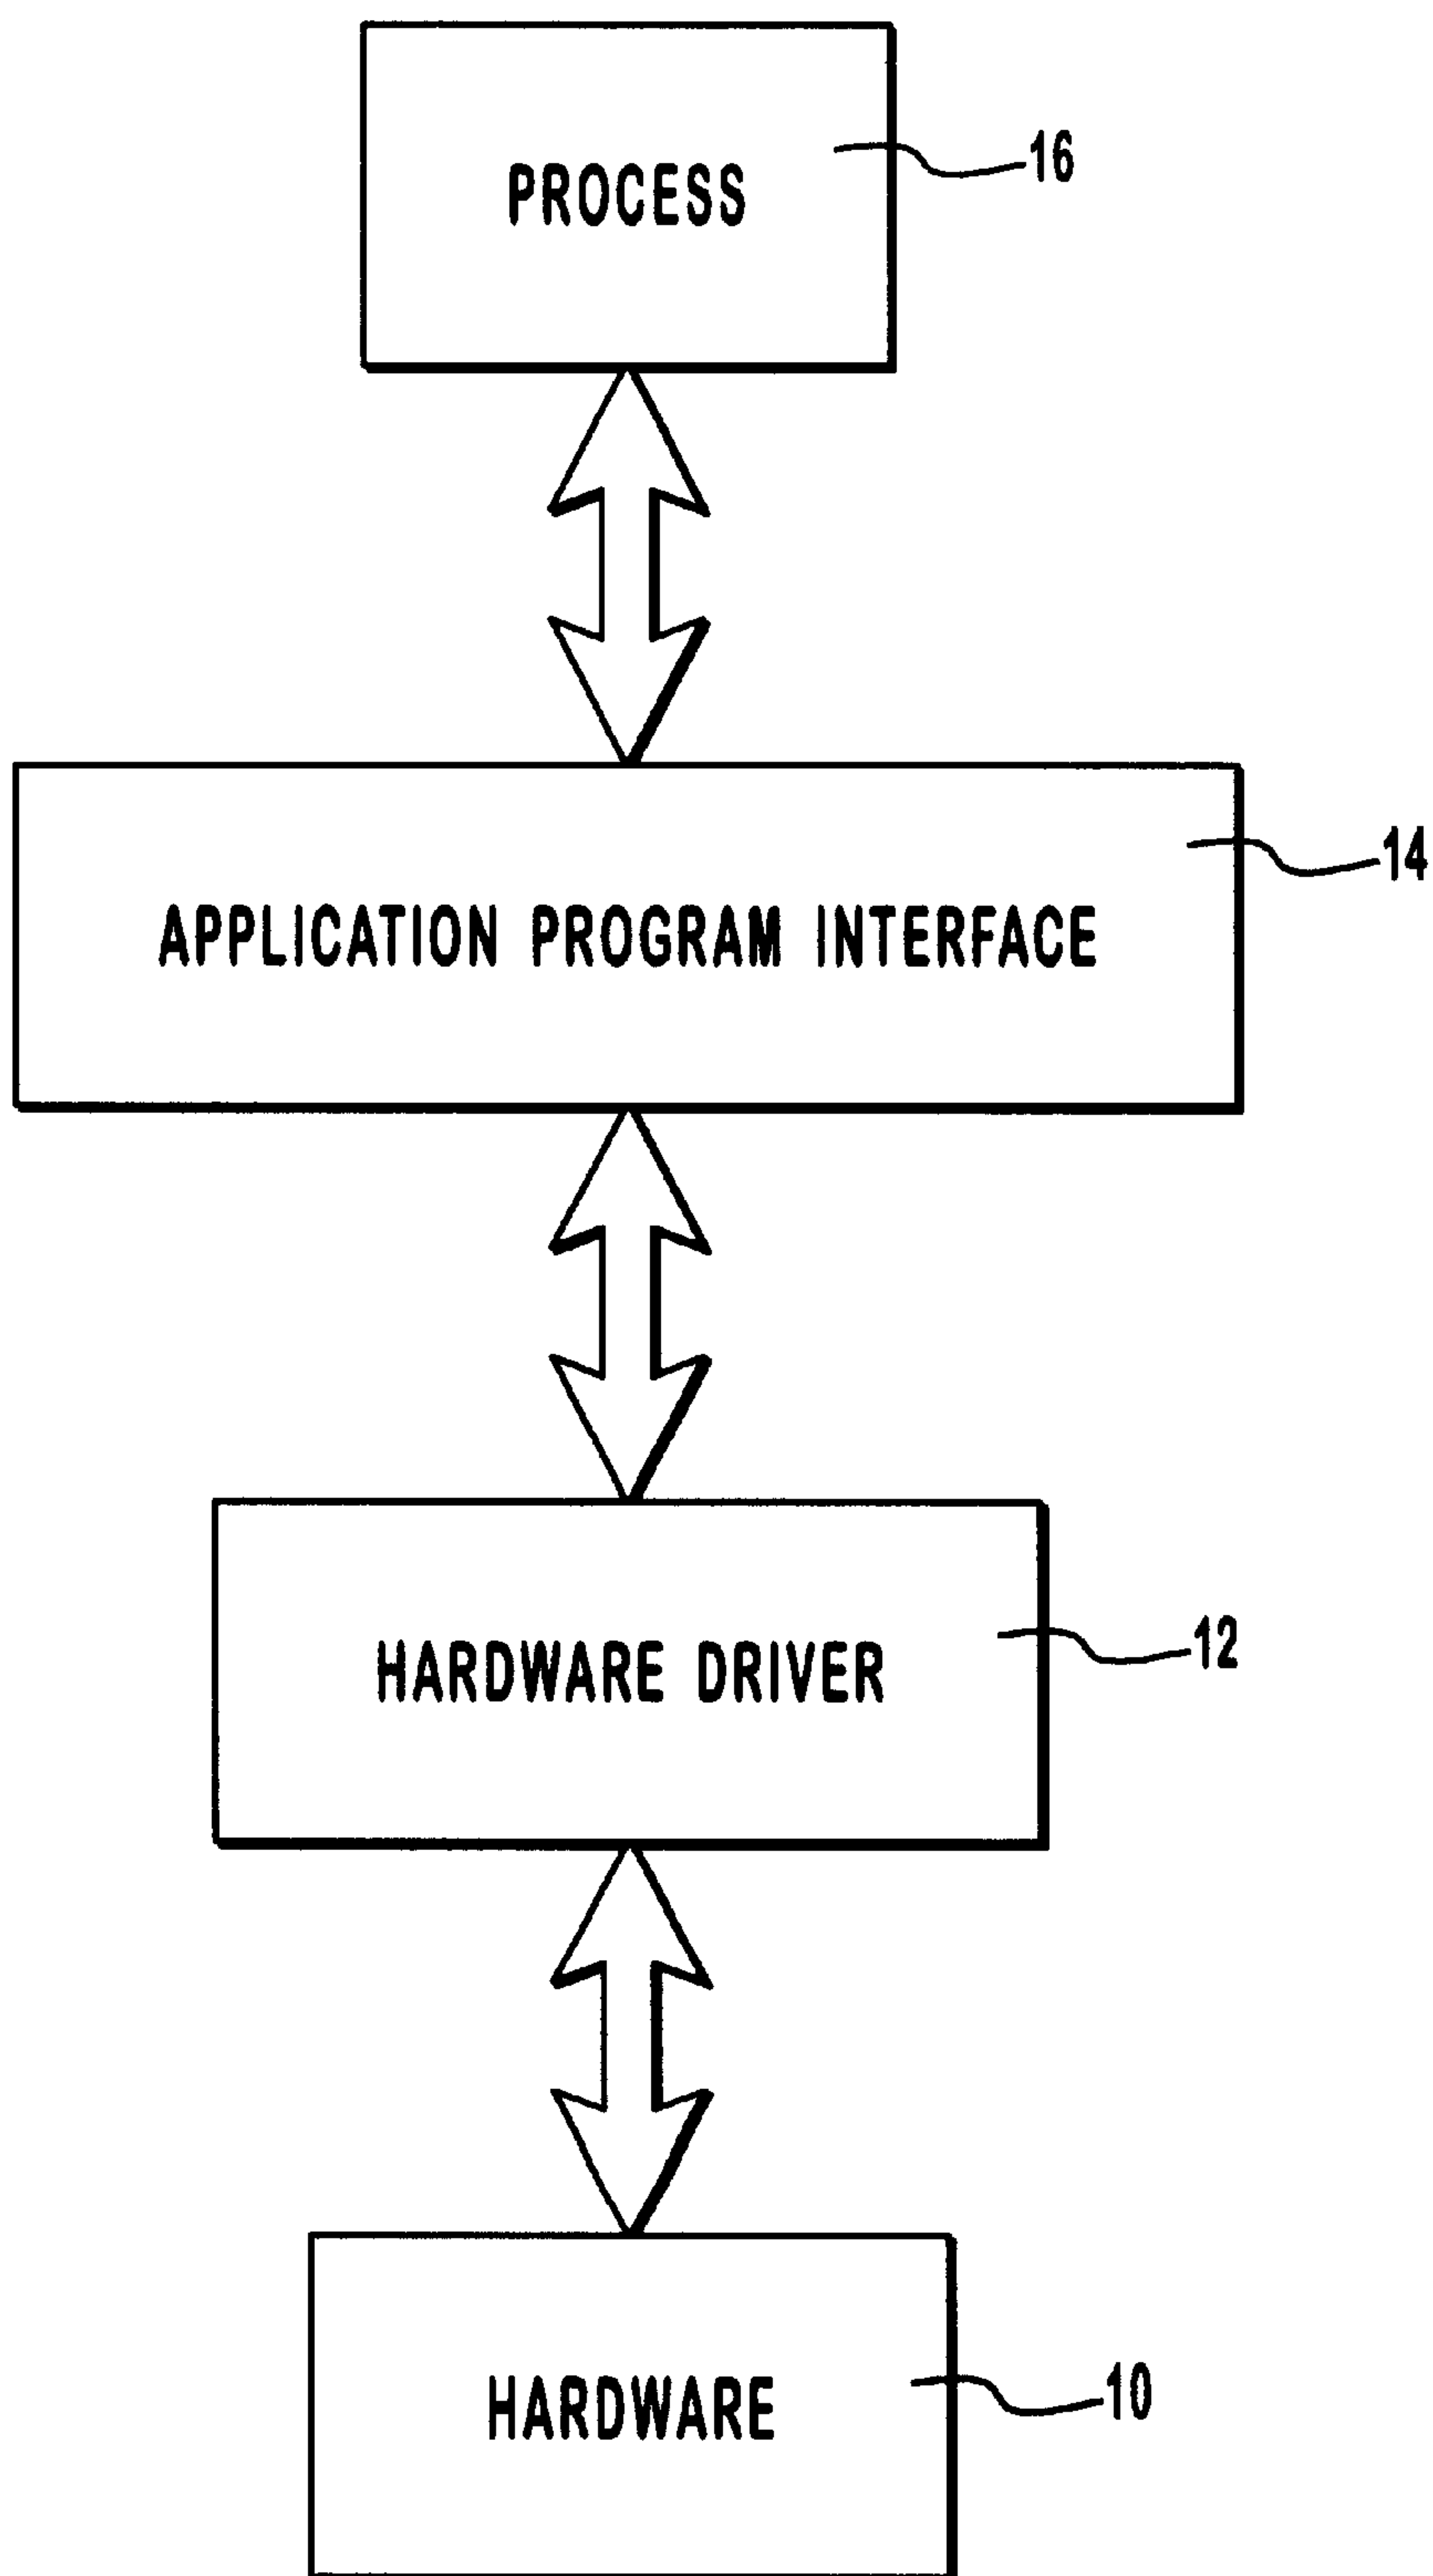 PROCESS
16
APPLICATION PROGRAM INTERFACE
14
HARDWARE DRIVER
12
HARDWARE
10